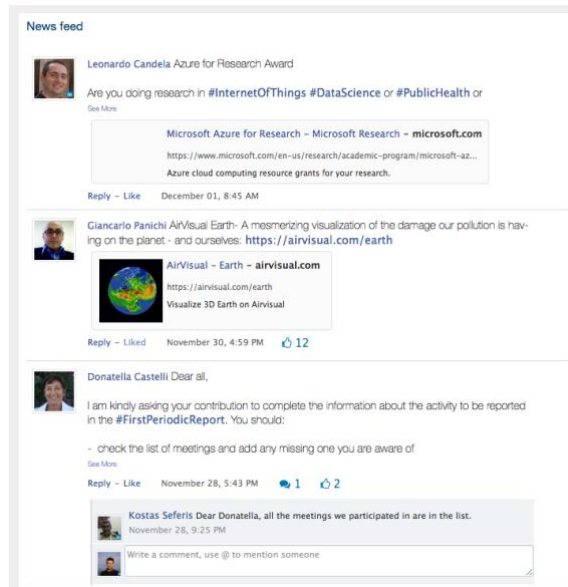 News feed
Leonardo Candela Azure for Research Award
Are you doing research in #InternetOfThings #DataScience or #PublicHealth or
See More
Microsoft Azure for Research - Microsoft Research - microsoft.com
https://www.microsoft.com/en-us/research/academic-program/microsoft-az...
Azure cloud computing resource grants for your research.
Reply - Like December 01, 8:45 AM
Giancarlo Panichi AirVisual Earth- A mesmerizing visualization of the damage our pollution is hav-
ing on the planet - and ourselves: https://airvisual.com/earth
AirVisual - Earth - airvisual.com
https://airvisual.com/earth
Visualize 3D Earth on Airvisual
Reply - Liked November 30, 4:59 PM 12
Donatella Castelli Dear all,
I am kindly asking your contribution to complete the information about the activity to be reported
in the #FirstPeriodicReport. You should:
- check the list of meetings and add any missing one you are aware of
See More
Reply - Like November 28, 5:43 PM 1 2
Kostas Seferis Dear Donatella, all the meetings we participated in are in the list.
November 28, 9:25 PM
Write a comment, use @ to mention someone